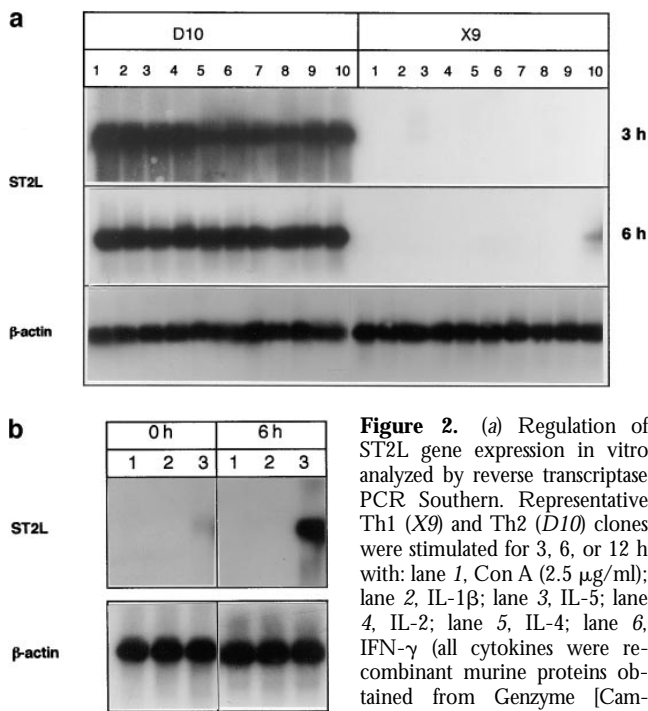 a
D10 X9
1 2 3 4 5 6 7 8 9 10 1 2 3 4 5 6 7 8 9 10
3 h
ST2L
6 h
β-actin
b
0 h 6 h
1 2 3 1 2 3
ST2L
β-actin
Figure 2. (a) Regulation of
ST2L gene expression in vitro
analyzed by reverse transcriptase
PCR Southern. Representative
Th1 (X9) and Th2 (D10) clones
were stimulated for 3, 6, or 12 h
with: lane 1, Con A (2.5 μg/ml);
lane 2, IL-1β; lane 3, IL-5; lane
4, IL-2; lane 5, IL-4; lane 6,
IFN-γ (all cytokines were re-
combinant murine proteins ob-
tained from Genzyme [Cam-